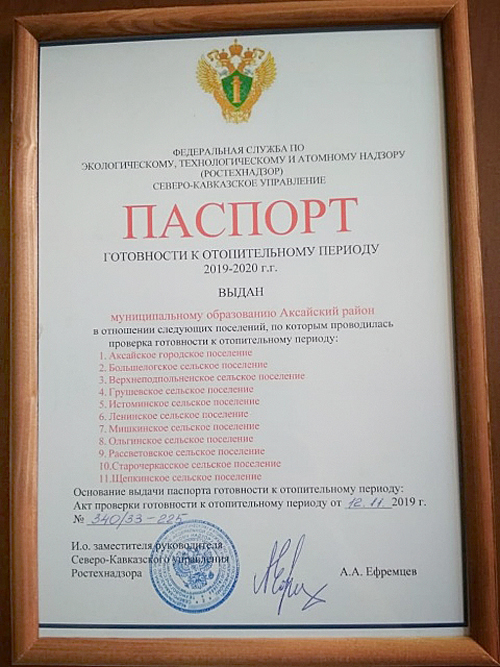 ФЕДЕРАЛЬНАЯ СЛУЖБА ПО
ЭКОЛОГИЧЕСКОМУ, ТЕХНОЛОГИЧЕСКОМУ И АТОМНОМУ НАДЗОРУ
(РОСТЕХНАДЗОР)
СЕВЕРО-КАВКАЗСКОЕ УПРАВЛЕНИЕ
ПАСПОРТ
ГОТОВНОСТИ К ОТОПИТЕЛЬНОМУ ПЕРИОДУ
2019-2020 г.г.
ВЫДАН
муниципальному образованию Аксайский район
в отношении следующих поселений, по которым проводилась
проверка готовности к отопительному периоду:
1. Аксайское городское поселение
2. Большелогское сельское поселение
3. Верхнеподпольненское сельское поселение
4. Грушевское сельское поселение
5. Истоминское сельское поселение
6. Ленинское сельское поселение
7. Мишкинское сельское поселение
8. Ольгинское сельское поселение
9. Рассветовское сельское поселение
10.Старочеркасское сельское поселение
11.Щепкинское сельское поселение
Основание выдачи паспорта готовности к отопительному периоду:
Акт проверки готовности к отопительному периоду от 12.11 2019 г.
№ 340/33-225
И.о. заместителя руководителя
Северо-Кавказского управления
Ростехнадзора
А.А. Ефремцев